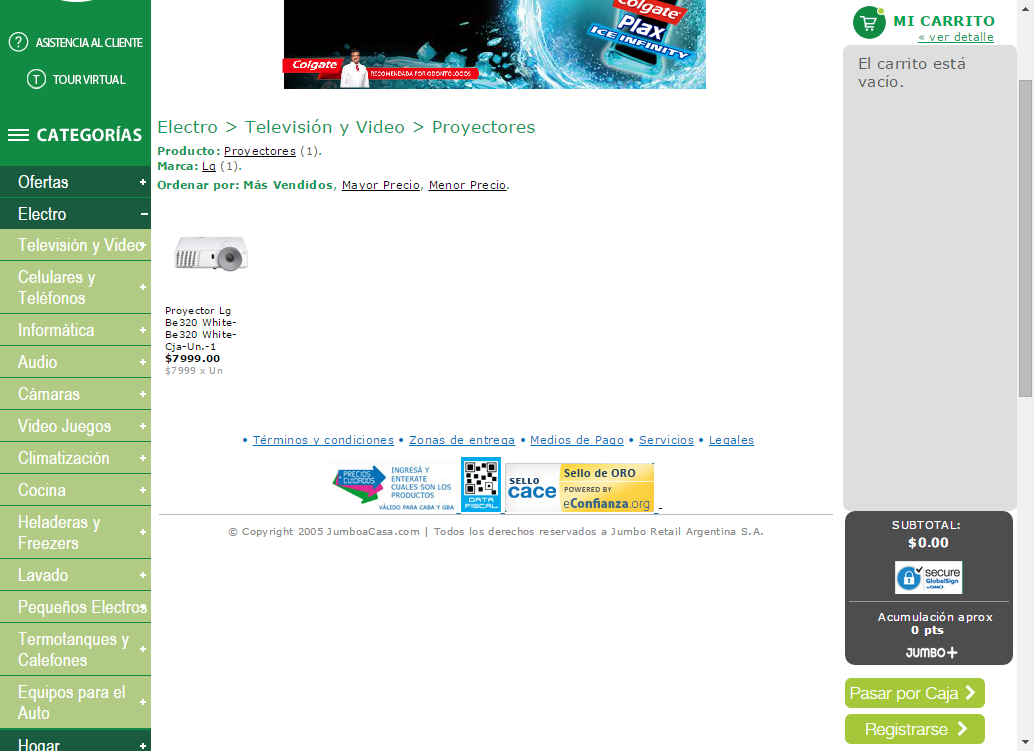 ASISTENCIA AL CLIENTE
TOUR VIRTUAL
CATEGORÍAS
Ofertas
Electro
Televisión y Video
Celulares y
Teléfonos
Informática
Audio
Cámaras
Video Juegos
Climatización
Cocina
Heladeras y
Freezers
Lavado
Pequeños Electros
Termotanques y
Calefones
Equipos para el
Auto
Hogar
Colgate
Plax
ICE INFINITY
Colgate
RECOMENDADA POR ODONTÓLOGOS
Electro > Televisión y Video > Proyectores
Producto: Proyectores (1).
Marca: Lg (1).
Ordenar por: Más Vendidos, Mayor Precio, Menor Precio.
Proyector Lg
Be320 White-
Be320 White-
Cja-Un.-1
$7999.00
$7999 x Un
• Términos y condiciones • Zonas de entrega • Medios de Pago • Servicios • Legales
PRECIOS
CUIDADOS
INGRESÁ Y
ENTERATE
CUALES SON LOS
PRODUCTOS
VÁLIDO PARA CABA Y GBA
DATA
FISCAL
SELLO
cace
Sello de ORO
POWERED BY
eConfianza.org
© Copyright 2005 JumboaCasa.com | Todos los derechos reservados a Jumbo Retail Argentina S.A.
MI CARRITO
« ver detalle
El carrito está
vacío.
SUBTOTAL:
$0.00
secure
GlobalSign
by GMO
Acumulación aprox
0 pts
JUMBO+
Pasar por Caja
Registrarse